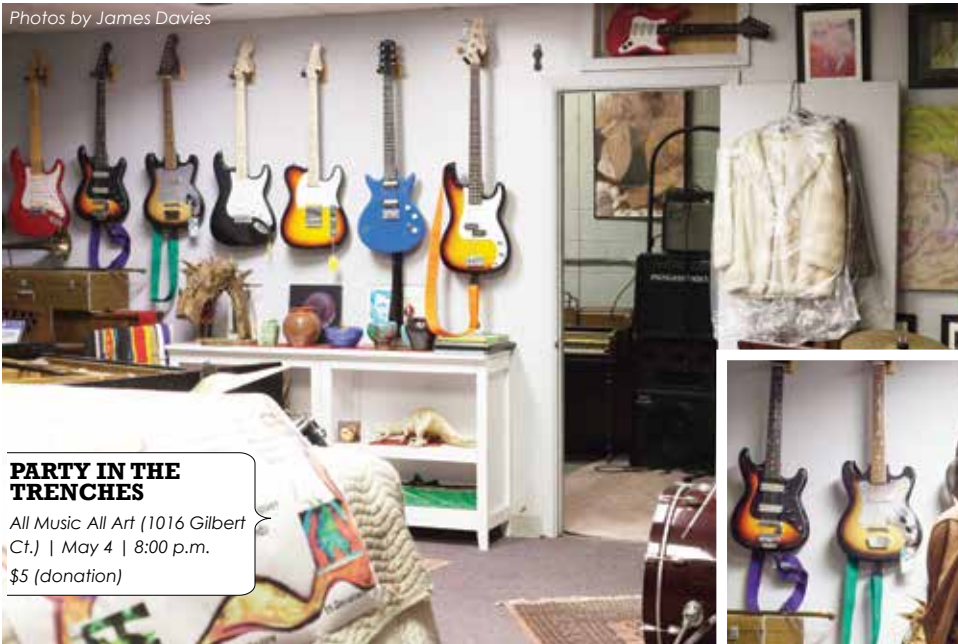 Photos by James Davies
PARTY IN THE
TRENCHES
All Music All Art (1016 Gilbert
Ct.) | May 4 | 8:00 p.m.
$5 (donation)